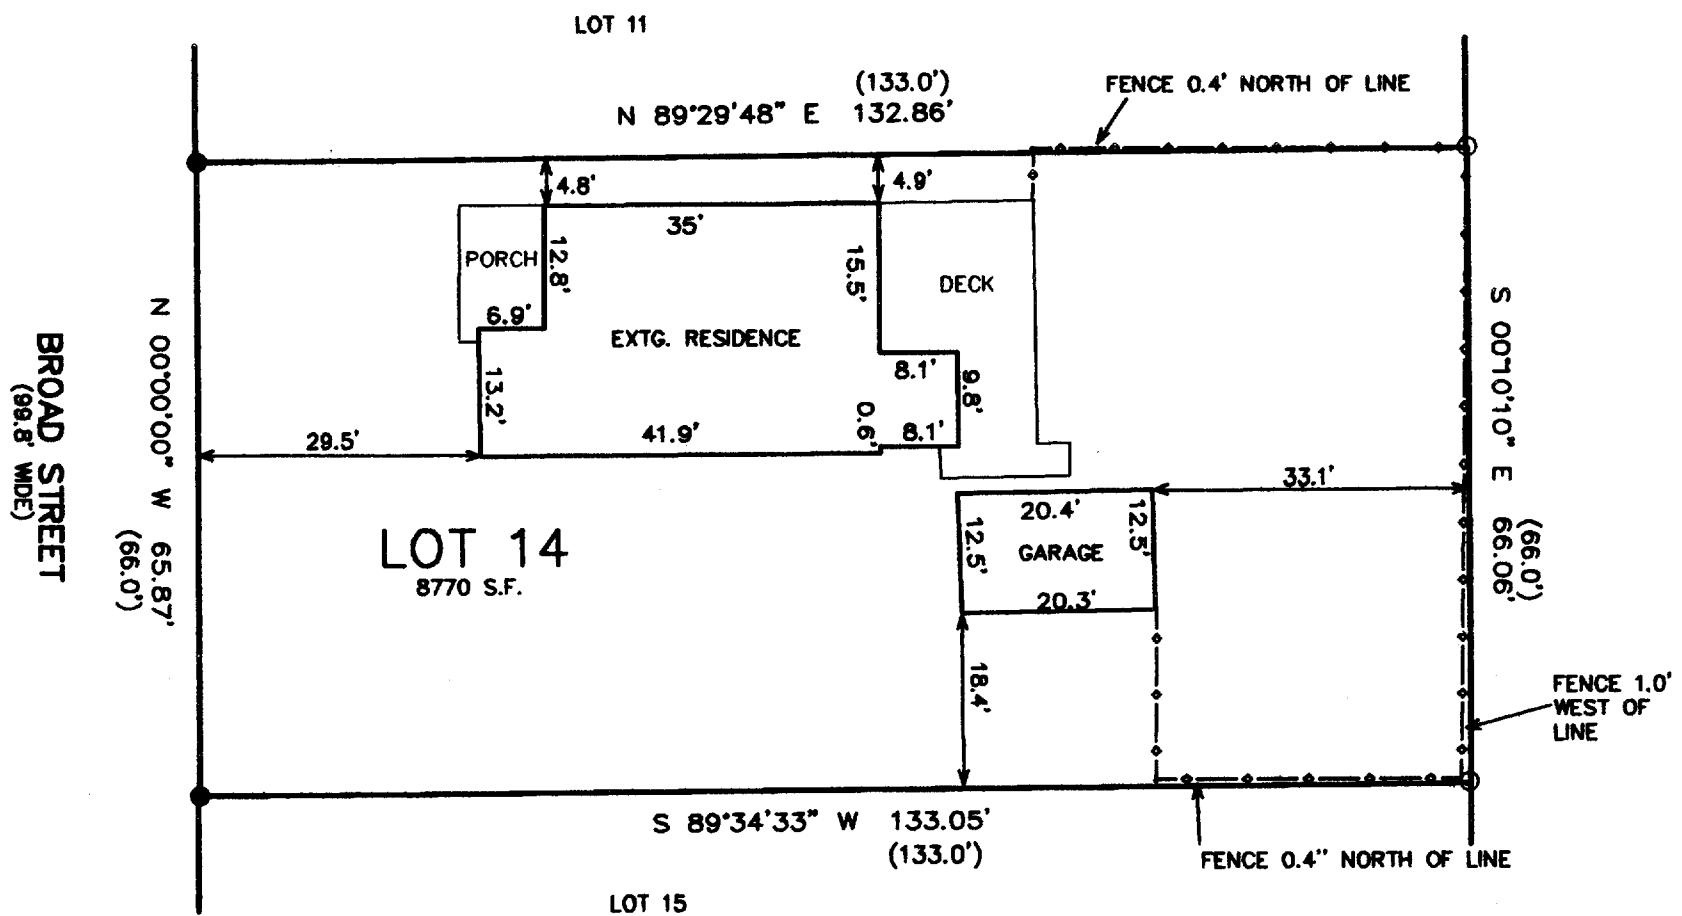 LOT 11
(133.0')
N 89°29'48" E 132.86'
FENCE 0.4' NORTH OF LINE
4.8'
4.9'
35'
PORCH
12.8'
15.5'
DECK
6.9'
EXTG. RESIDENCE
8.1'
13.2'
9.8'
0.6'
8.1'
41.9'
29.5'
BROAD STREET
(99.8' WIDE)
N 00°00'00" W 65.87'
(66.0')
S 00°10'10" E 66.06'
(66.0')
33.1'
20.4'
12.5'
12.5'
GARAGE
20.3'
LOT 14
8770 S.F.
18.4'
FENCE 1.0'
WEST OF
LINE
S 89°34'33" W 133.05'
(133.0')
FENCE 0.4" NORTH OF LINE
LOT 15